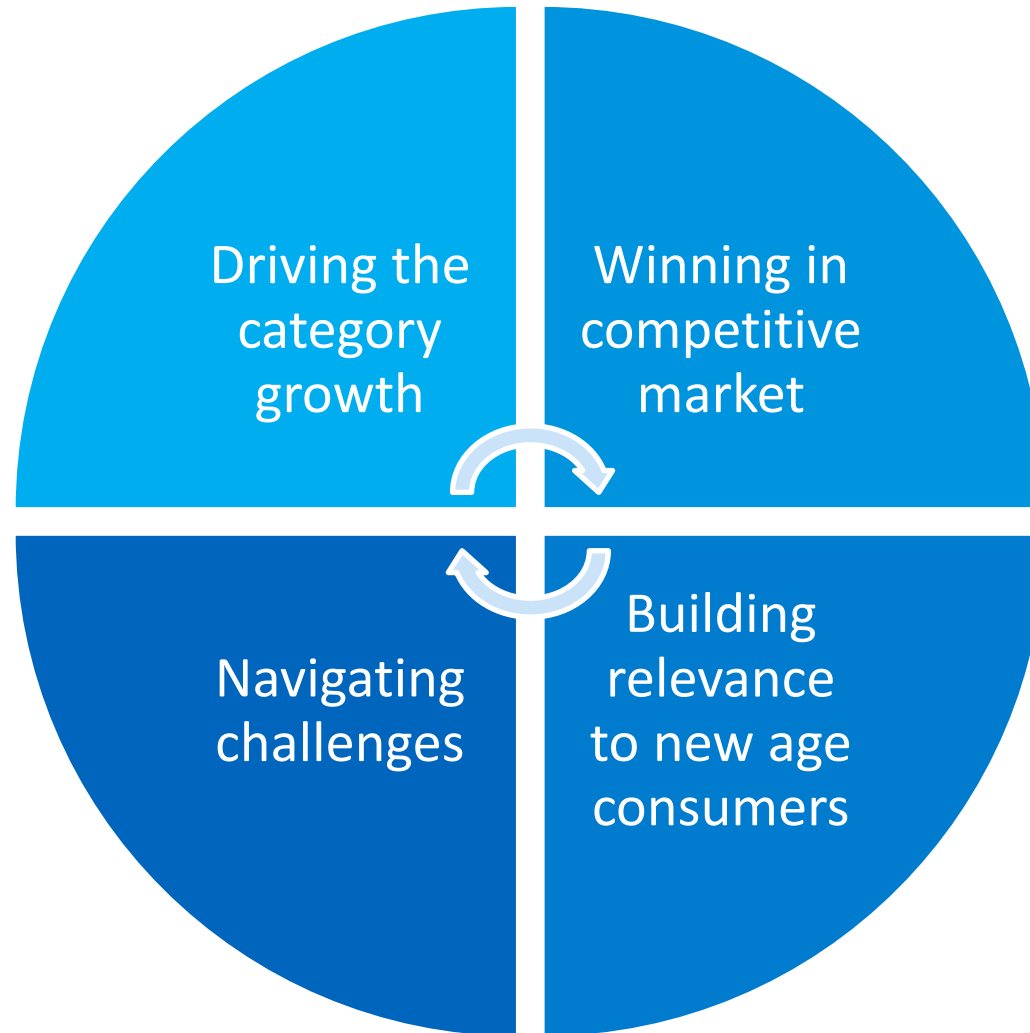 Driving the
category
growth
Winning in
competitive
market
Navigating
challenges
Building
relevance
to new age
consumers